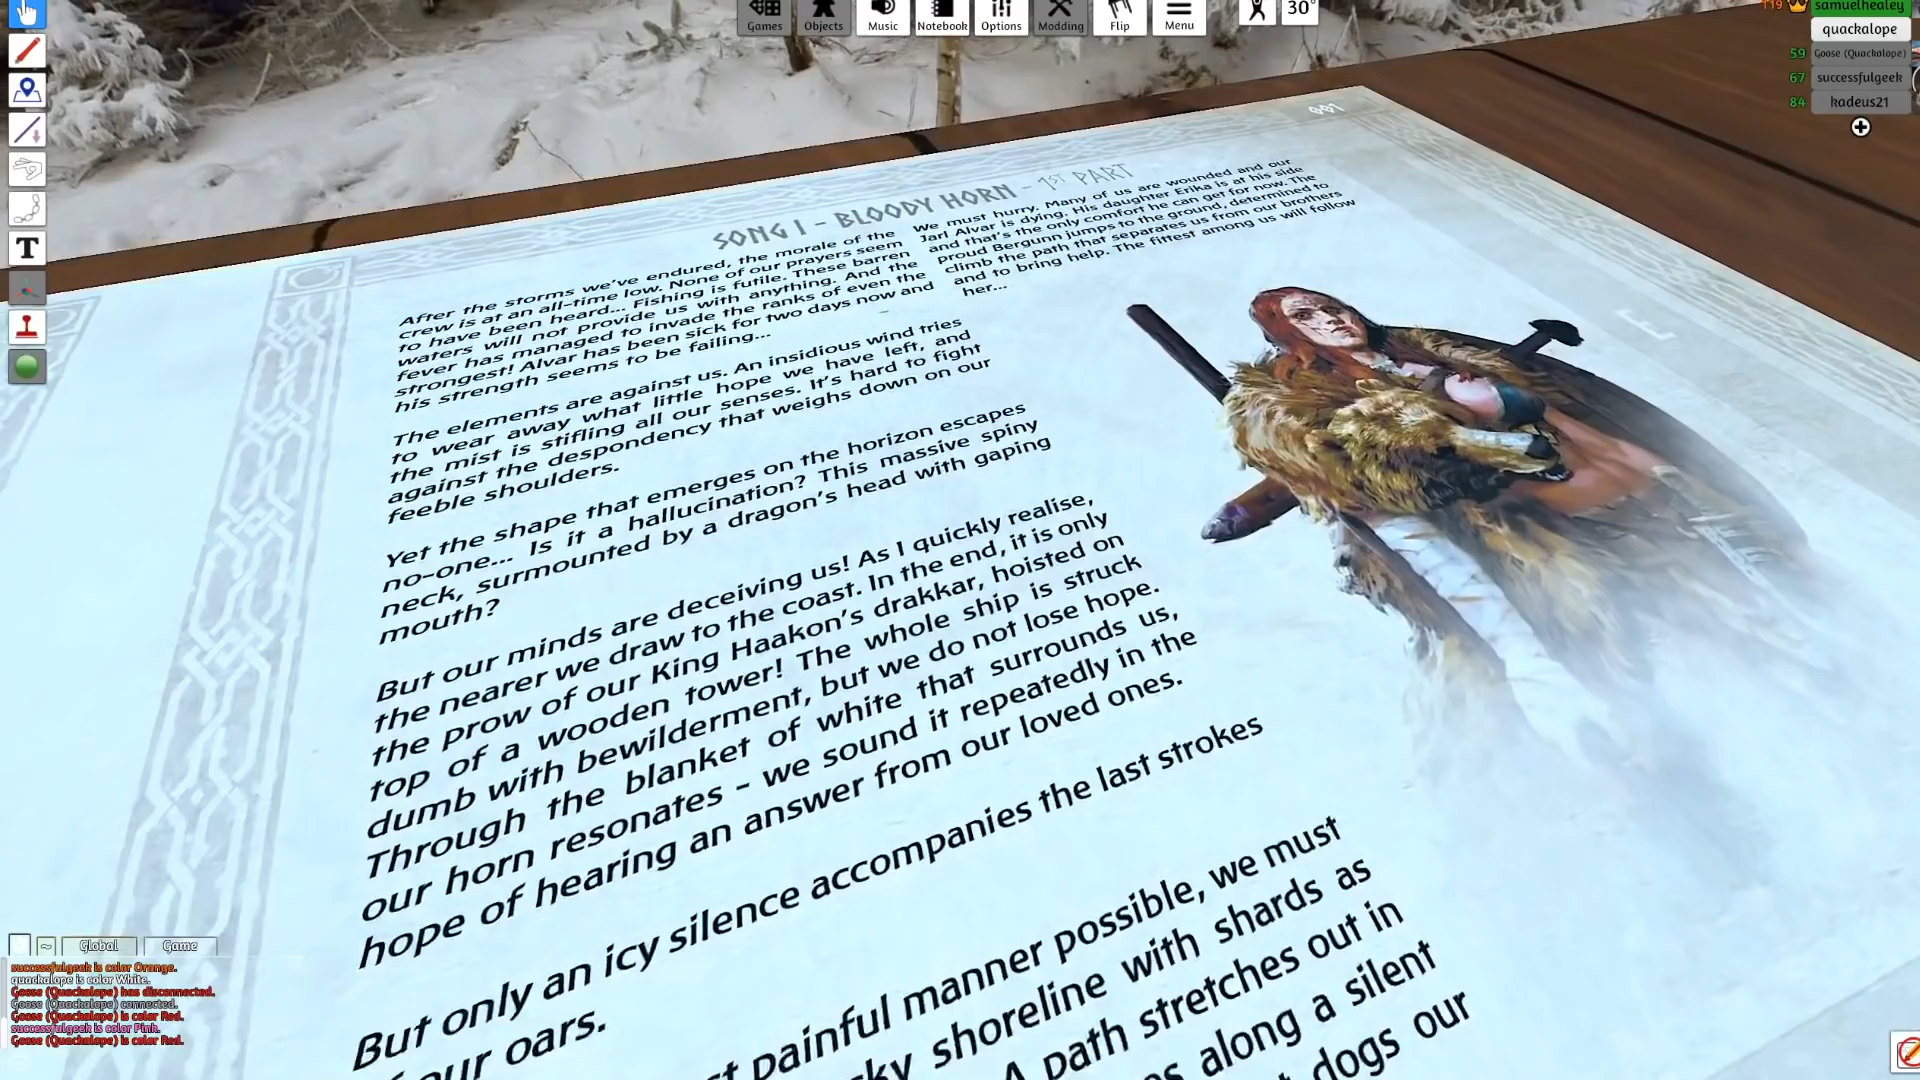 Games
Objects
Music
Notebook
Options
Modding
Flip
Menu
30°
119
samuelhealey
quackalope
59 Goose (Quackalope)
67 successfulgeek
84 kadeus21
T
001
SONG I – BLOODY HORN – 1ST PART
After the storms we've endured, the morale of the
crew is at an all-time low. None of our prayers seem
to have been heard... Fishing is futile. These barren
waters will not provide us with anything. And the
fever has managed to invade the ranks of even the
strongest! Alvar has been sick for two days now and
his strength seems to be failing...
The elements are against us. An insidious wind tries
to wear away what little hope we have left, and
the mist is stifling all our senses. It's hard to fight
against the despondency that weighs down on our
feeble shoulders.
Yet the shape that emerges on the horizon escapes
no-one... Is it a hallucination? This massive spiny
neck, surmounted by a dragon's head with gaping
mouth?
But our minds are deceiving us! As I quickly realise,
the nearer we draw to the coast. In the end, it is only
the prow of our King Haakon's drakkar, hoisted on
top of a wooden tower! The whole ship is struck
dumb with bewilderment, but we do not lose hope.
Through the blanket of white that surrounds us,
our horn resonates – we sound it repeatedly in the
hope of hearing an answer from our loved ones.
But only an icy silence accompanies the last strokes
our oars.
painful manner possible, we must
shoreline with shards as
A path stretches out in
along a silent
dogs our
We must hurry. Many of us are wounded and our
Jarl Alvar is dying. His daughter Erika is at his side
and that's the only comfort he can get for now. The
proud Bergunn jumps to the ground, determined to
climb the path that separates us from our brothers
and to bring help. The fittest among us will follow
her...
~
Global
Game
successfulgeek is color Orange.
quackalope is color White.
Goose (Quackalope) has disconnected.
Goose (Quackalope) connected.
Goose (Quackalope) is color Red.
successfulgeek is color Pink.
Goose (Quackalope) is color Red.